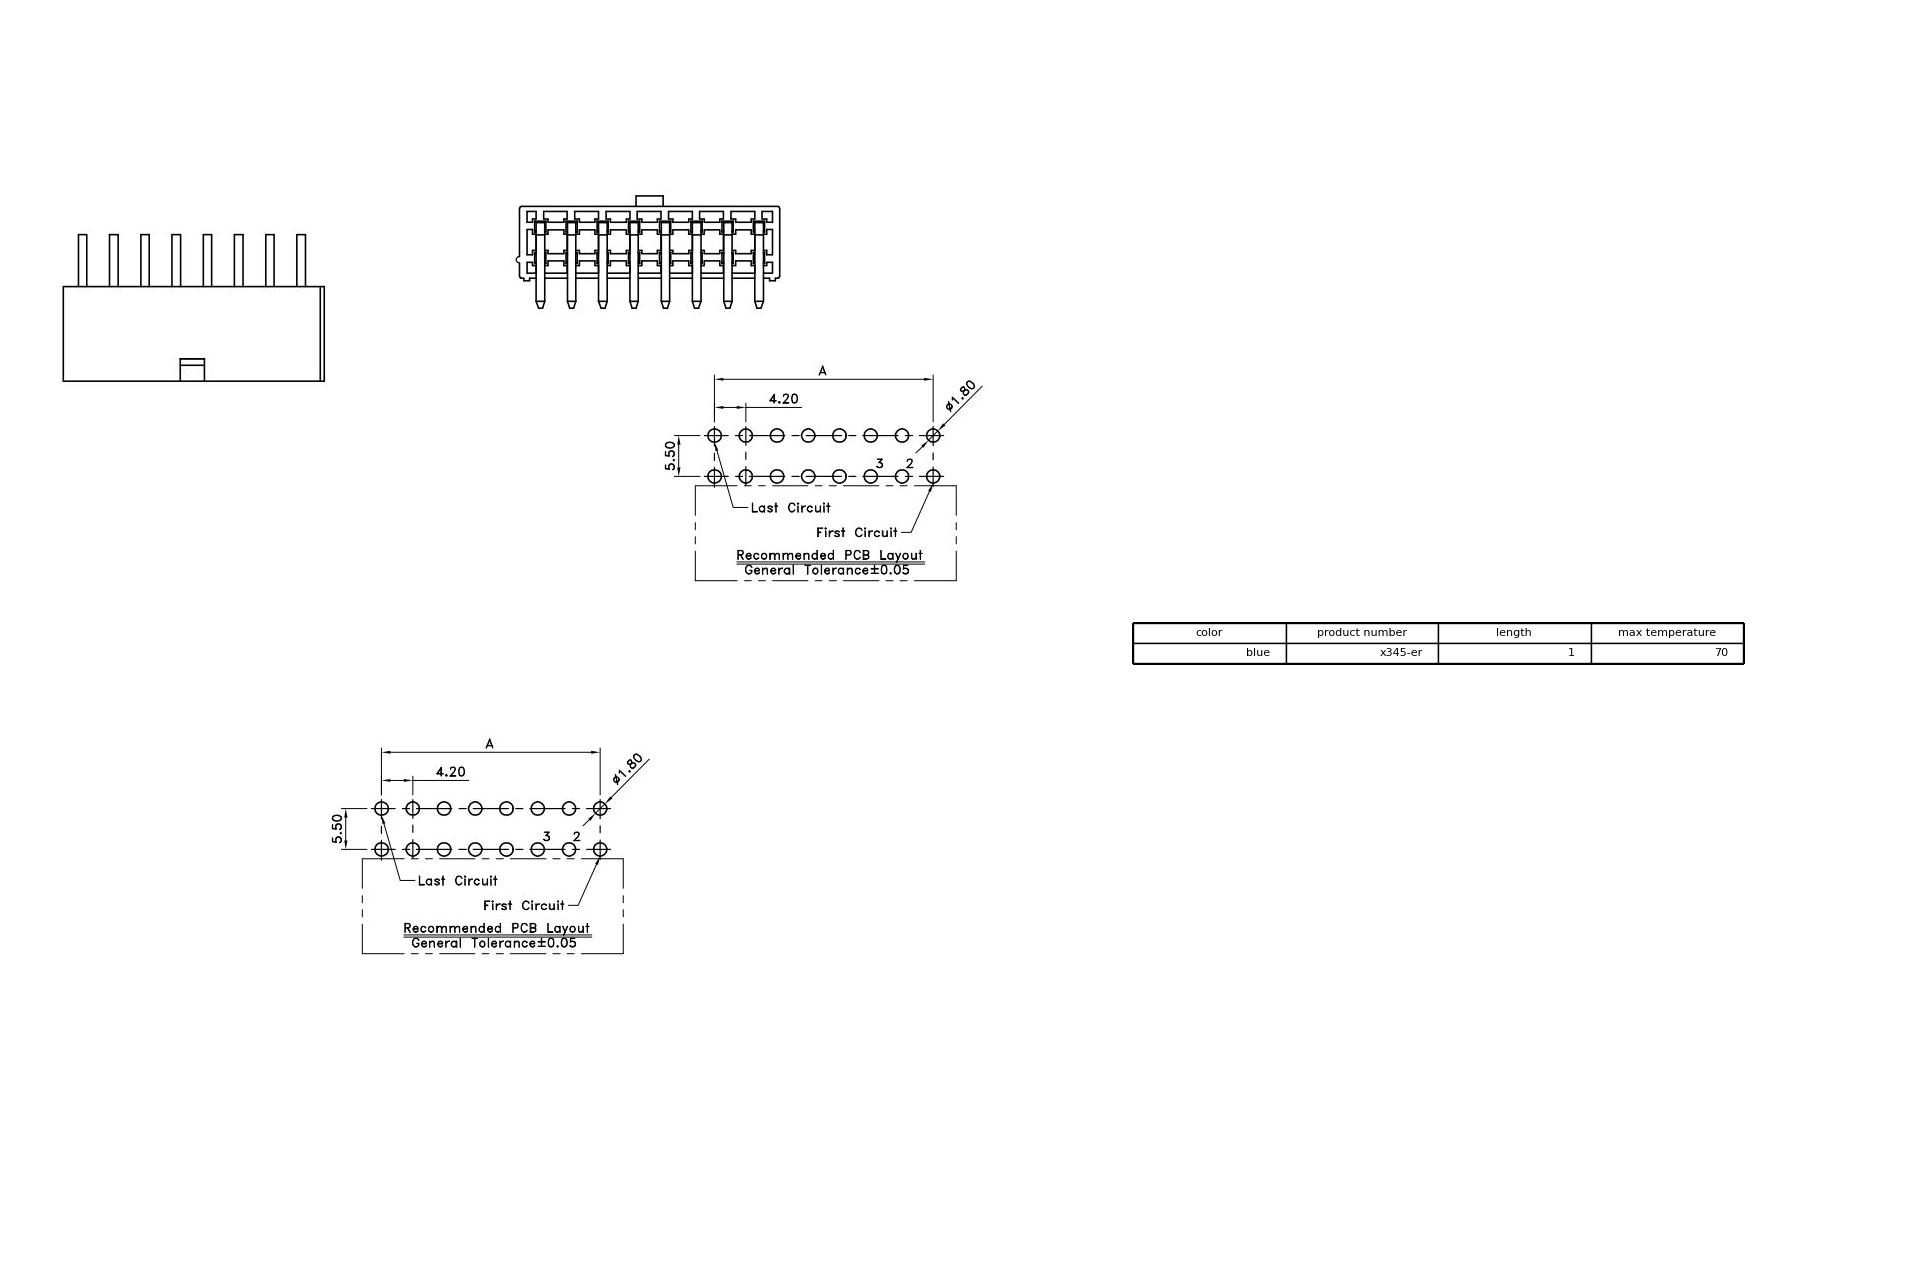 A
4.20
ø1.80
5.50
3 2
Last Circuit
First Circuit
Recommended PCB Layout
General Tolerance±0.05
color product number length max temperature
blue x345-er 1 70
A
4.20
ø1.80
5.50
3 2
Last Circuit
First Circuit
Recommended PCB Layout
General Tolerance±0.05